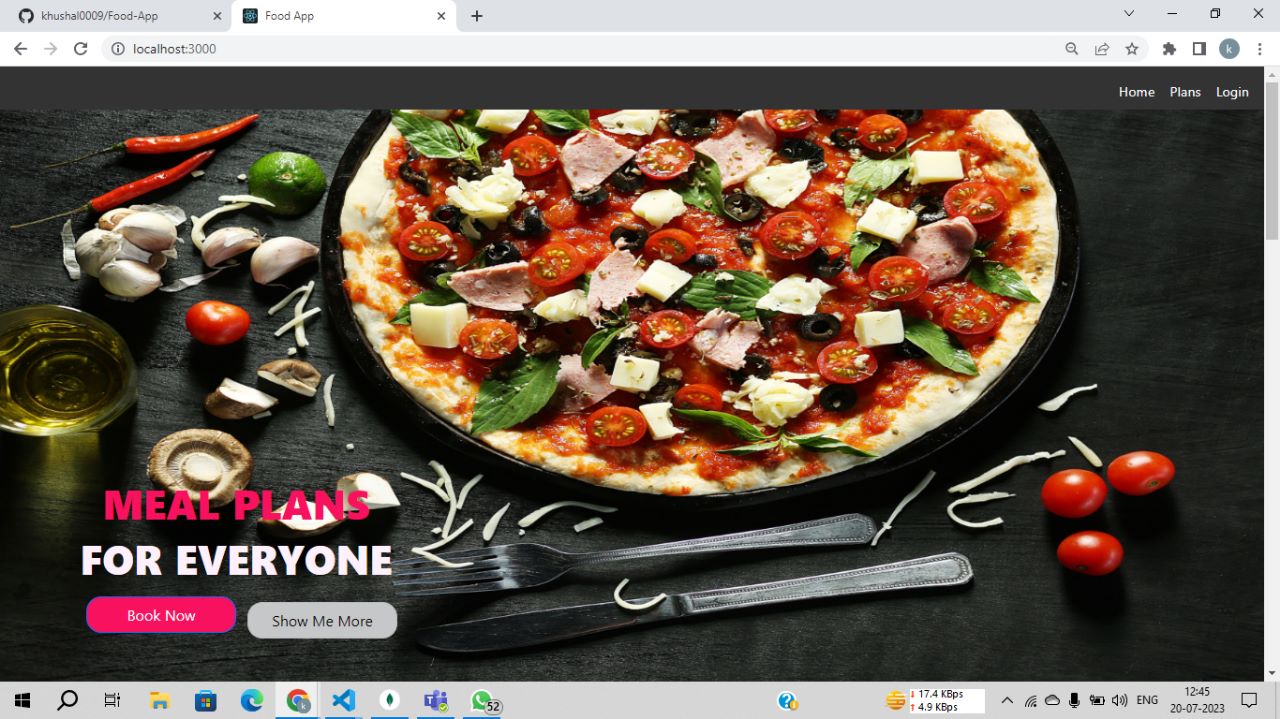 khushal0009/Food-App
Food App
localhost:3000
k
Home Plans Login
MEAL PLANS
FOR EVERYONE
Book Now
Show Me More
52
↓ 17.4 KBps
↑ 4.9 KBps
ENG
12:45
20-07-2023